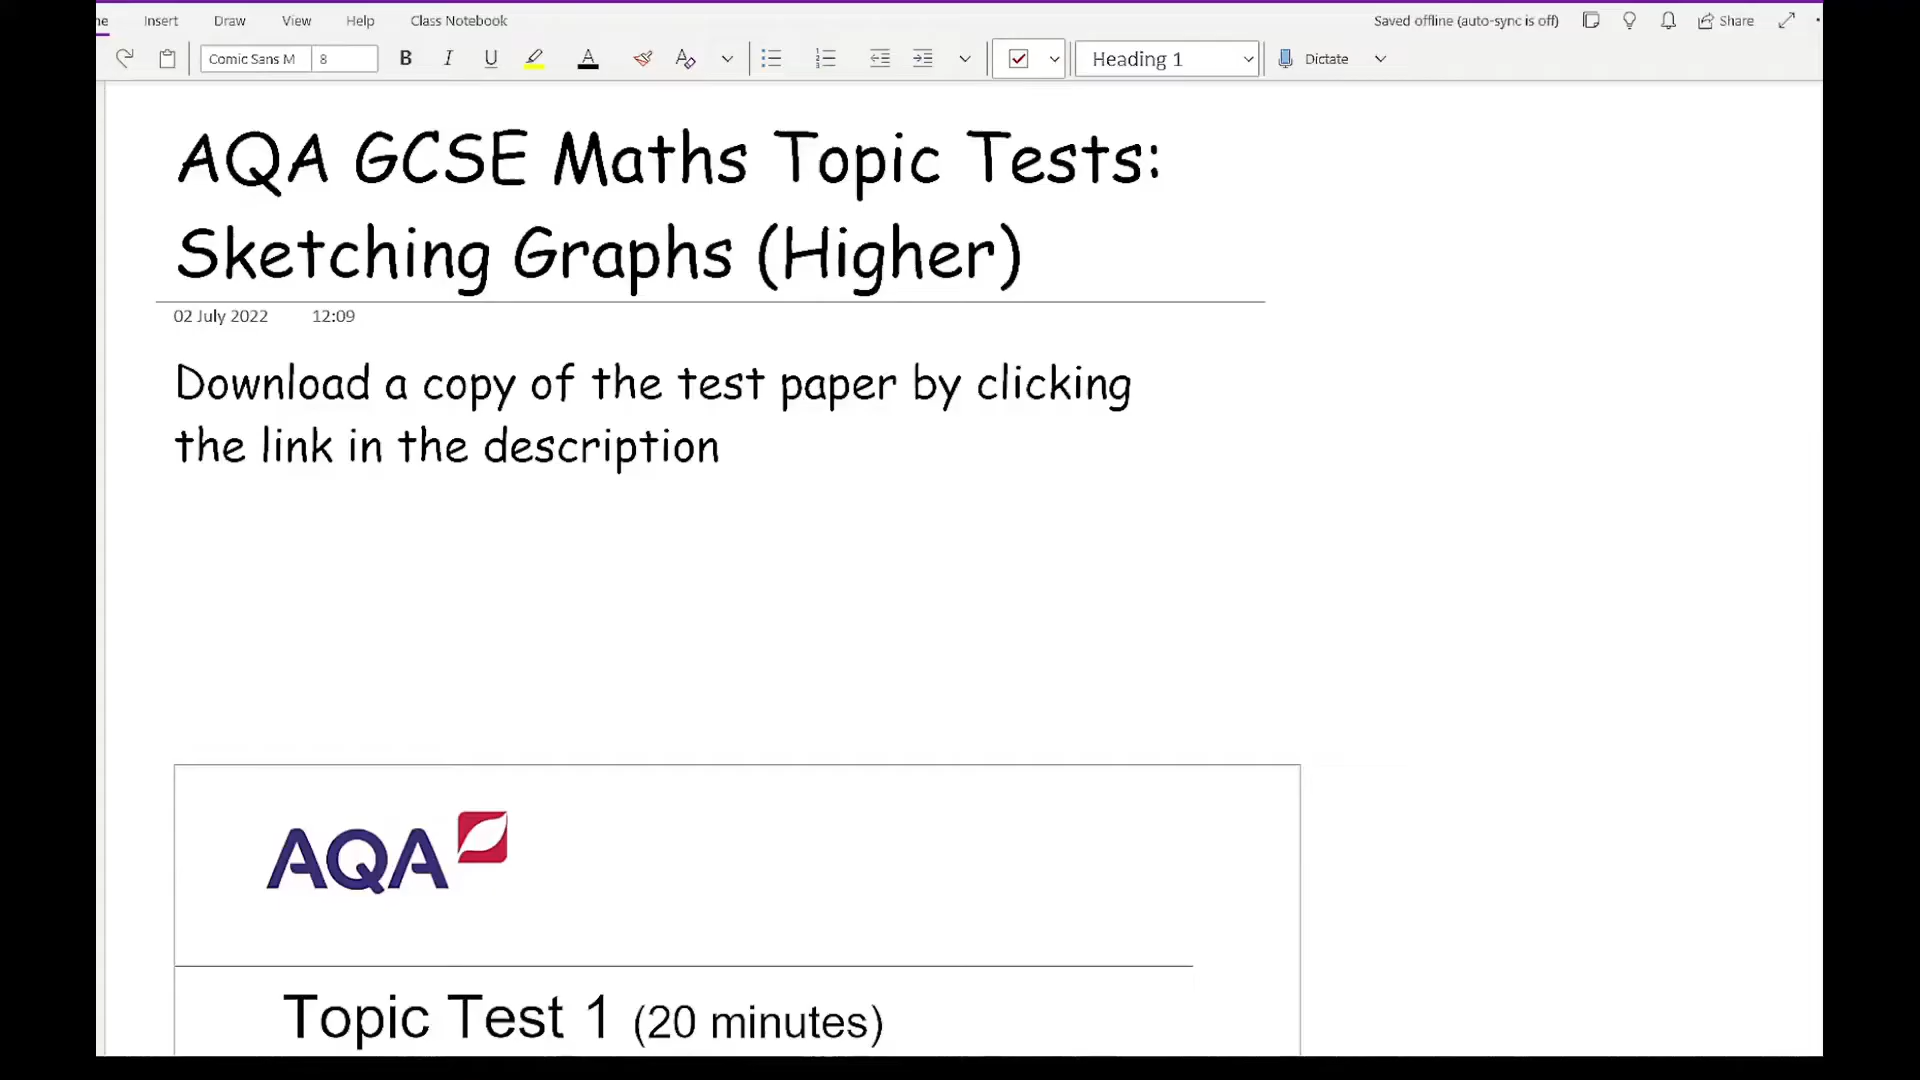 Insert Draw View Help Class Notebook Saved offline (auto-sync is off) Share
Comic Sans M 8 B I U A Heading 1 Dictate
AQA GCSE Maths Topic Tests:
Sketching Graphs (Higher)
02 July 2022 12:09
Download a copy of the test paper by clicking
the link in the description
AQA
Topic Test 1 (20 minutes)